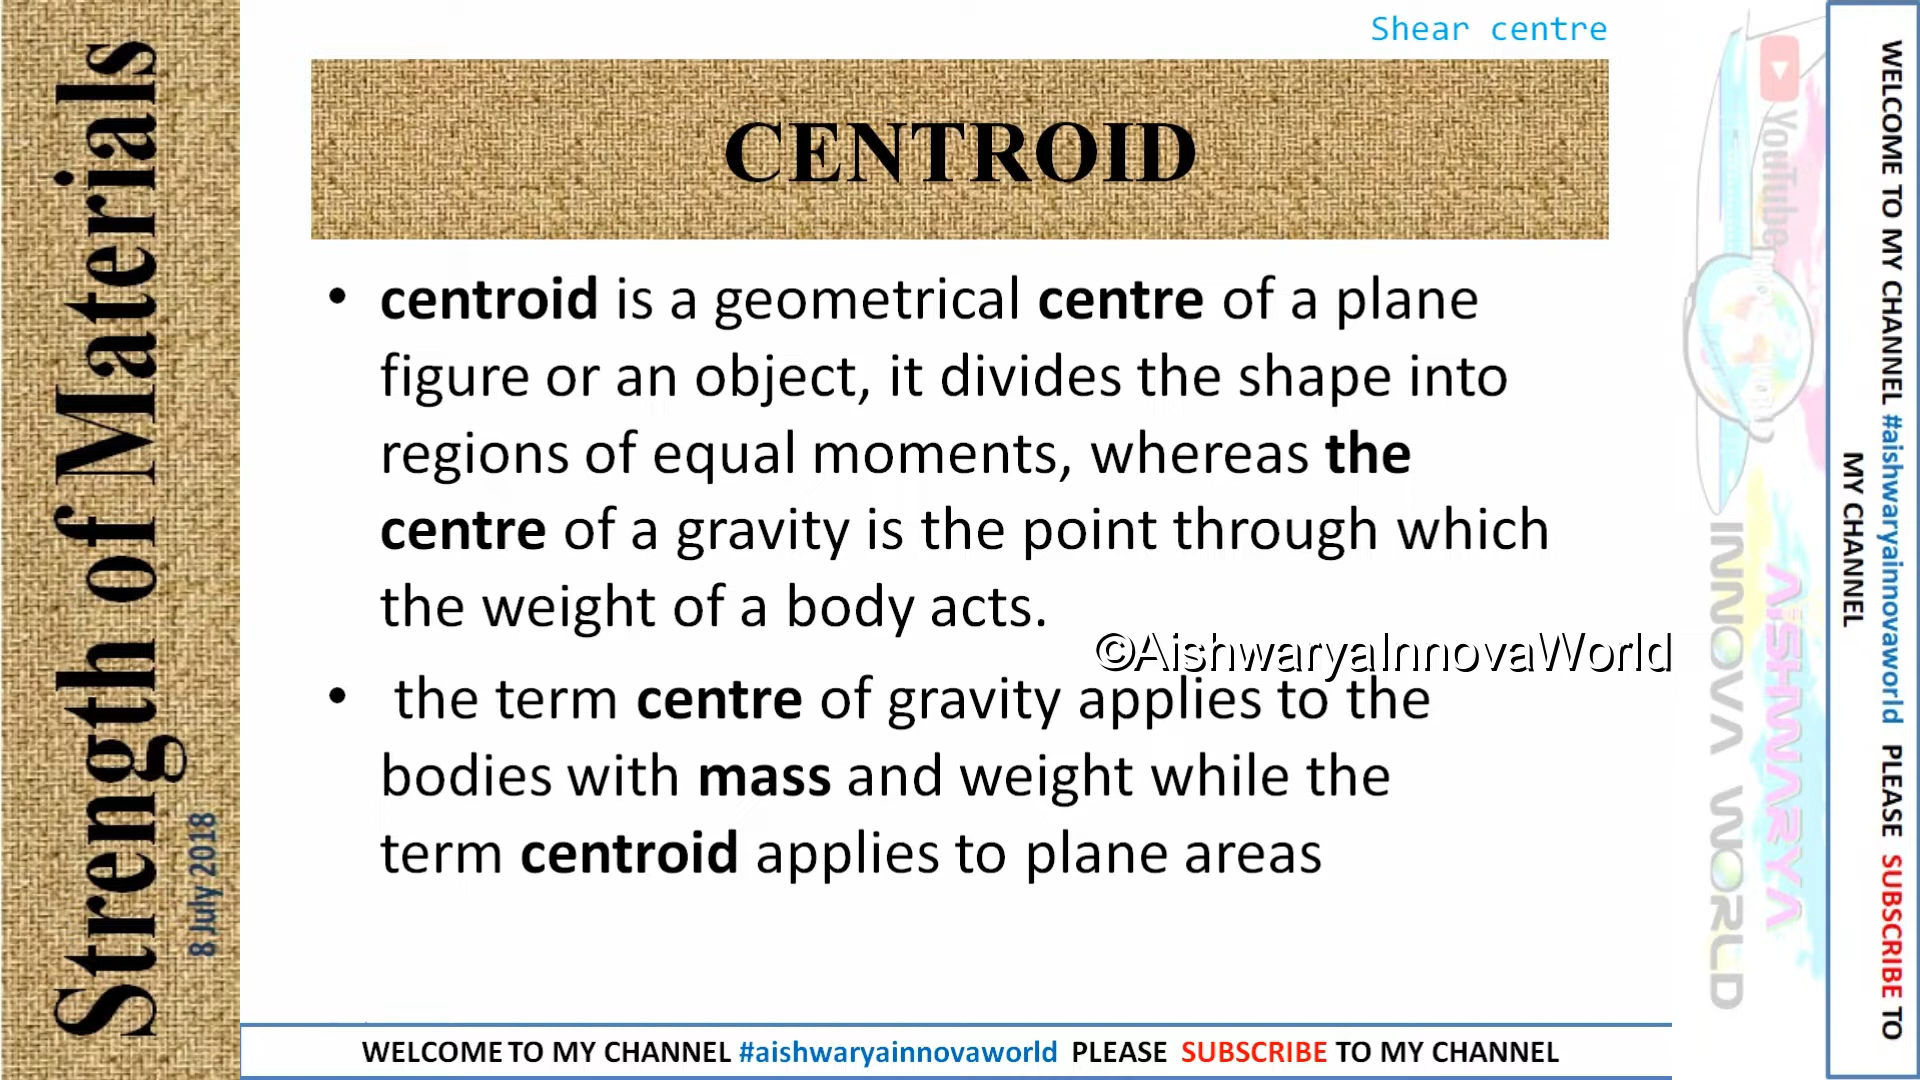 Shear centre
CENTROID
• centroid is a geometrical centre of a plane
figure or an object, it divides the shape into
regions of equal moments, whereas the
centre of a gravity is the point through which
the weight of a body acts.
©AishwaryaInnovaWorld
• the term centre of gravity applies to the
bodies with mass and weight while the
term centroid applies to plane areas
Strength of Materials
8 July 2018
WELCOME TO MY CHANNEL #aishwaryainnovaworld PLEASE SUBSCRIBE TO MY CHANNEL
YouTube
AISHWARYA
INNOVA WORLD
WELCOME TO MY CHANNEL #aishwaryainnovaworld PLEASE SUBSCRIBE TO
MY CHANNEL